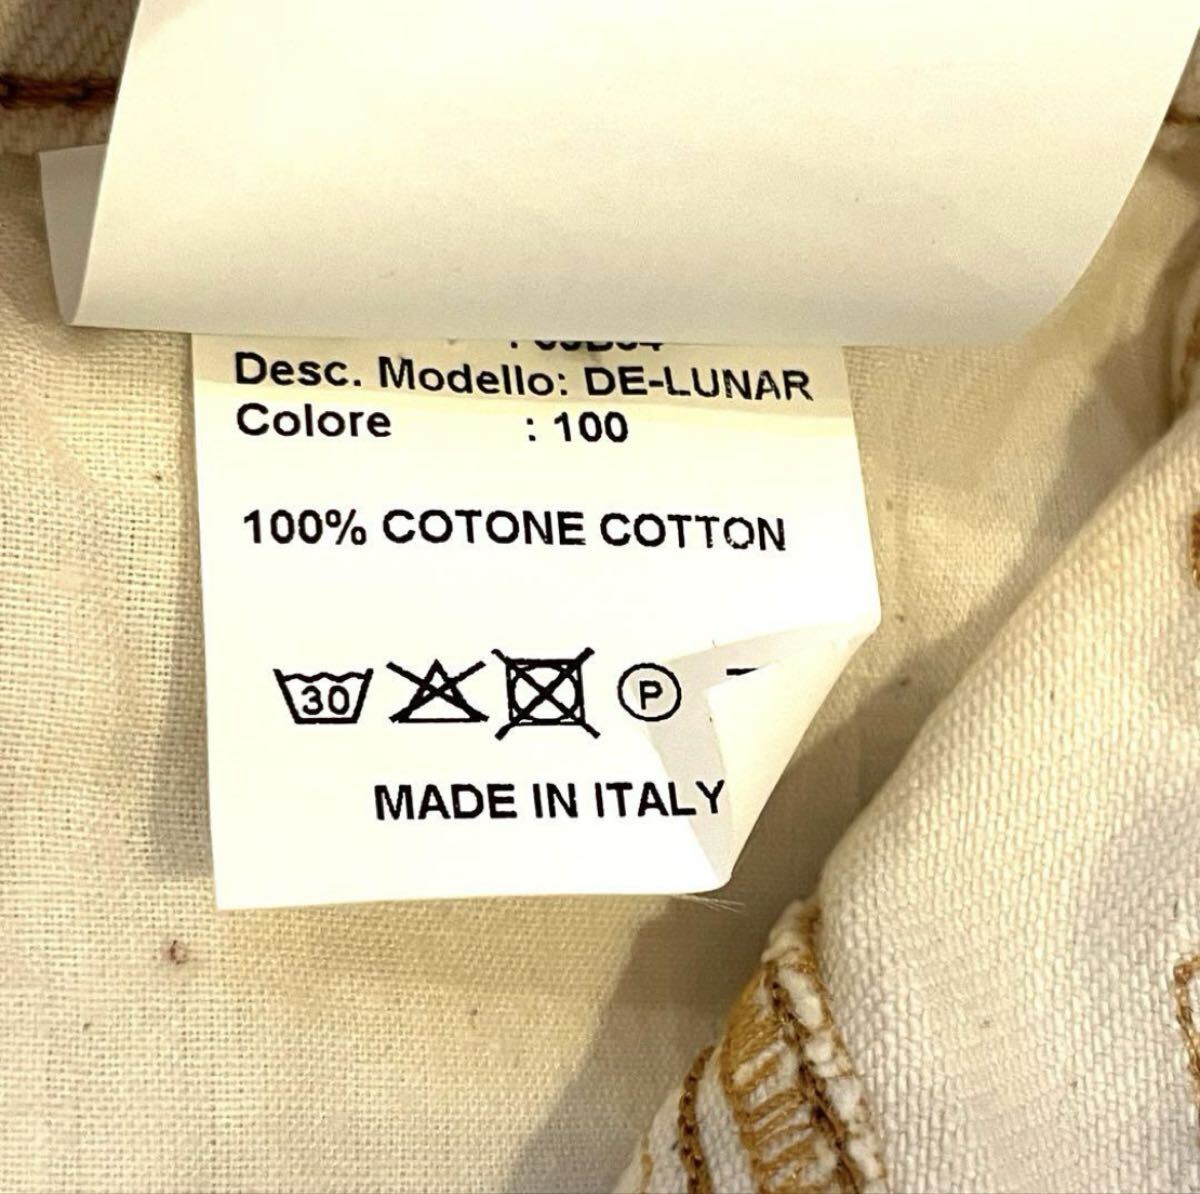 Desc. Modello: DE-LUNAR
Colore : 100
100% COTONE COTTON
30 P
MADE IN ITALY